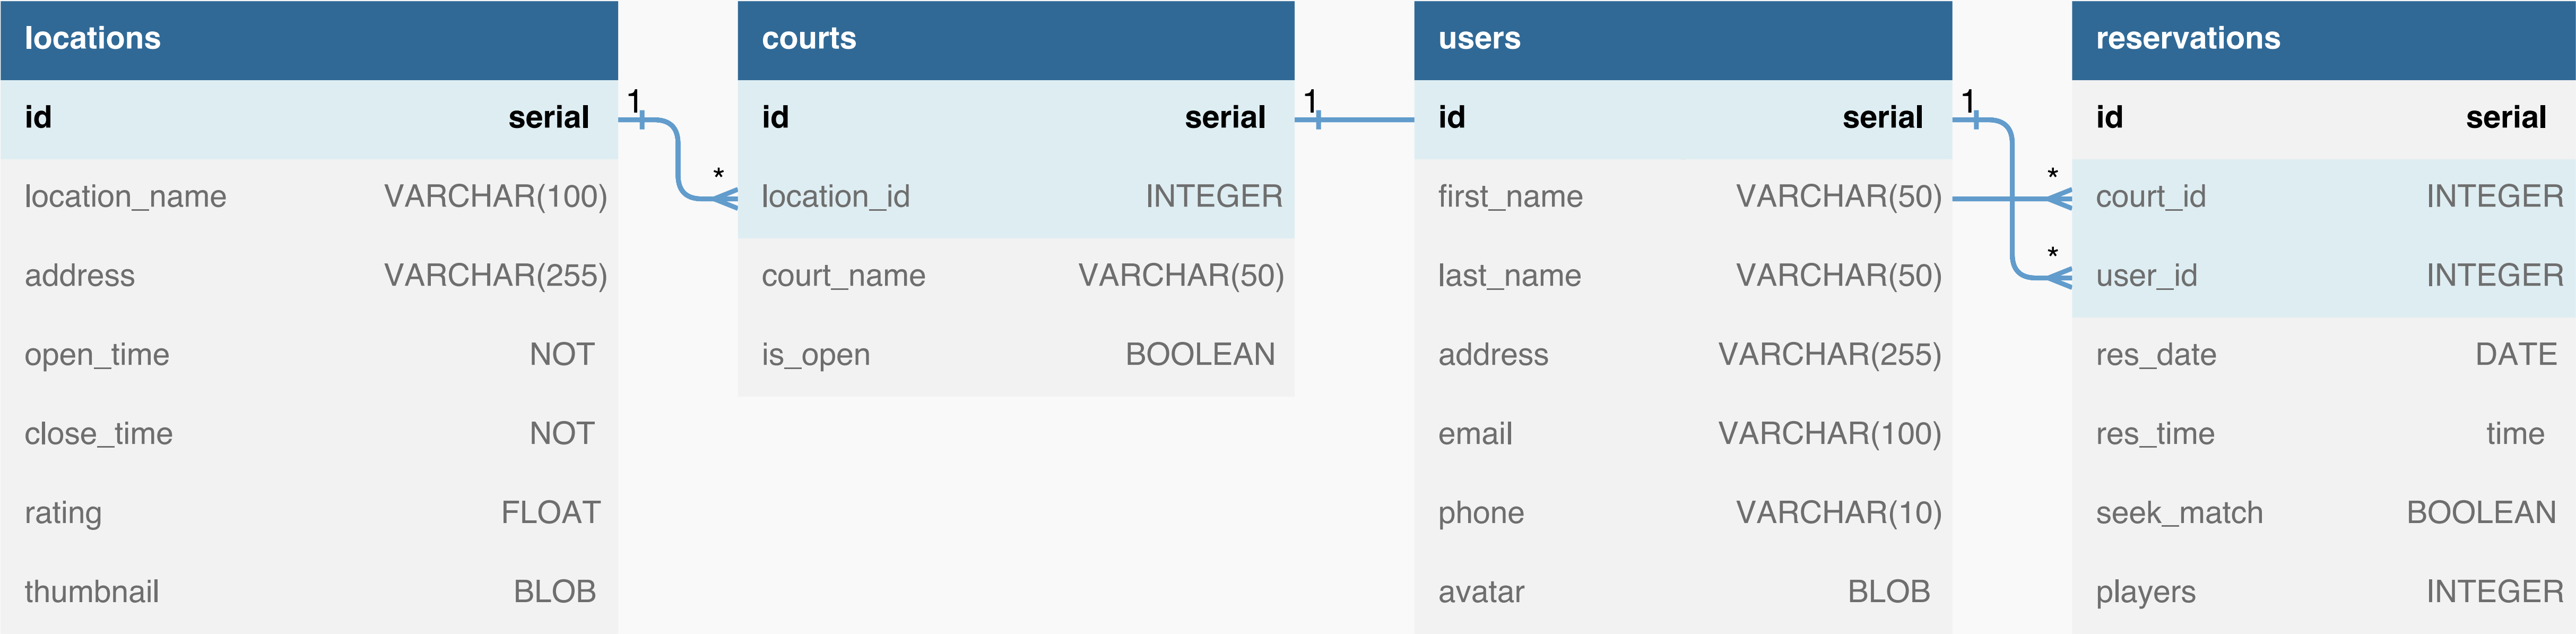 locations
id serial
location_name VARCHAR(100)
address VARCHAR(255)
open_time NOT
close_time NOT
rating FLOAT
thumbnail BLOB
1
*
courts
id serial
location_id INTEGER
court_name VARCHAR(50)
is_open BOOLEAN
1
users
id serial
first_name VARCHAR(50)
last_name VARCHAR(50)
address VARCHAR(255)
email VARCHAR(100)
phone VARCHAR(10)
avatar BLOB
1
*
*
reservations
id serial
court_id INTEGER
user_id INTEGER
res_date DATE
res_time time
seek_match BOOLEAN
players INTEGER